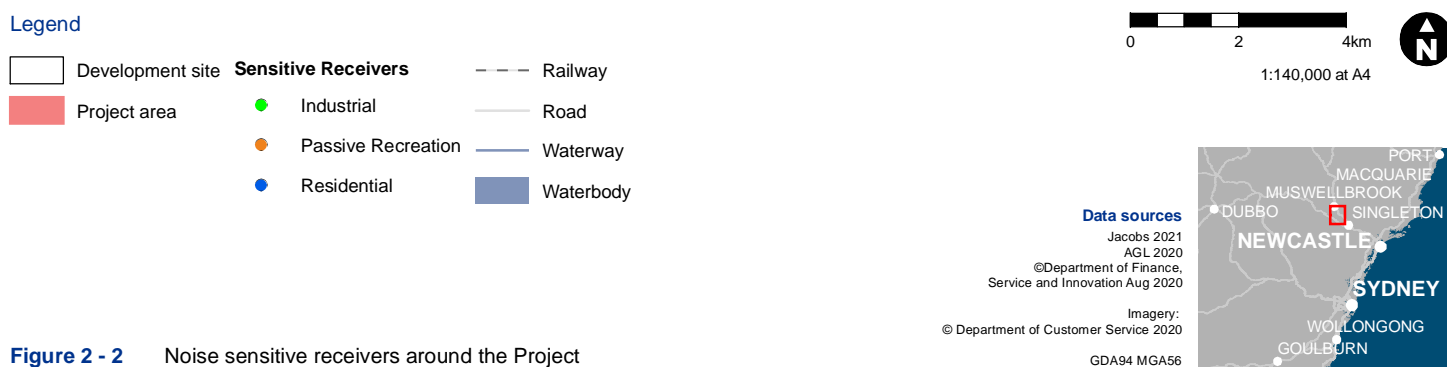 Legend
Development site
Project area
Sensitive Receivers
Industrial
Passive Recreation
Residential
Railway
Road
Waterway
Waterbody
0 2 4km
1:140,000 at A4
N
Data sources
Jacobs 2021
AGL 2020
©Department of Finance,
Service and Innovation Aug 2020
Imagery:
© Department of Customer Service 2020
GDA94 MGA56
PORT
MACQUARIE
MUSWELLBROOK
DUBBO
SINGLETON
NEWCASTLE
SYDNEY
WOLLONGONG
GOULBURN
Figure 2 - 2 Noise sensitive receivers around the Project